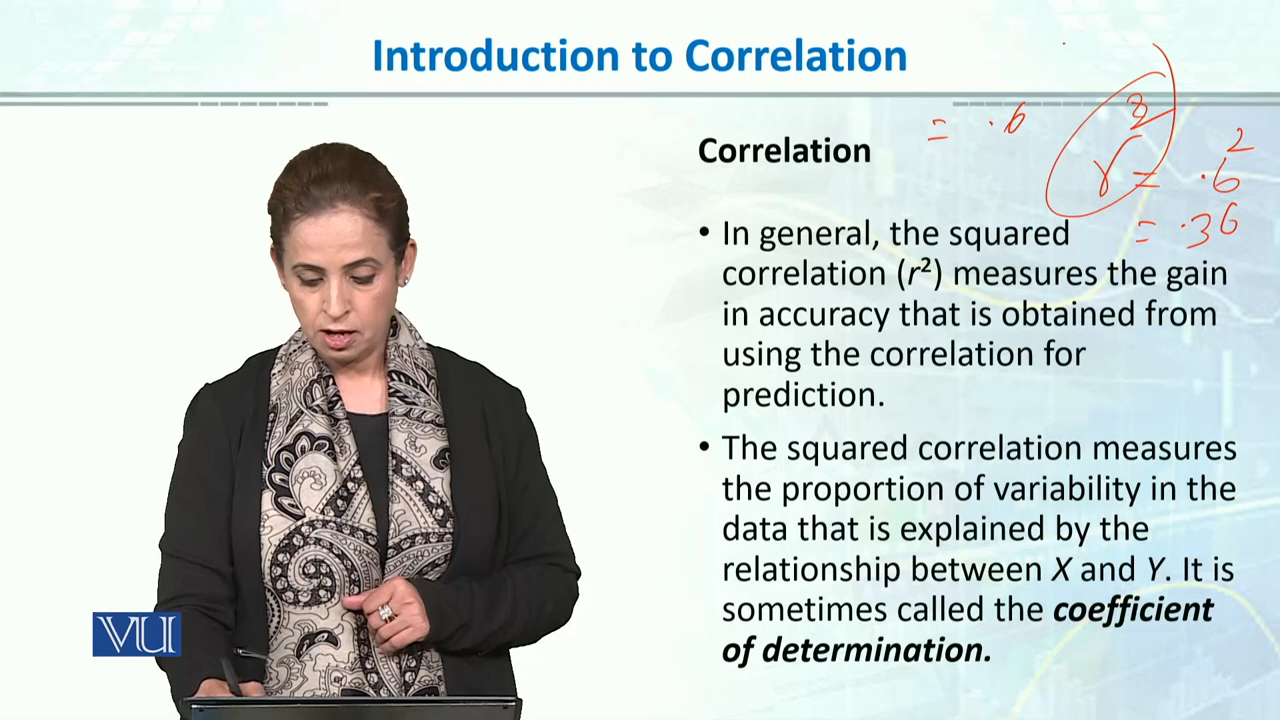 Introduction to Correlation
= .6
Correlation
r² = .6²
= .36
• In general, the squared
correlation (r²) measures the gain
in accuracy that is obtained from
using the correlation for
prediction.
• The squared correlation measures
the proportion of variability in the
data that is explained by the
relationship between X and Y. It is
sometimes called the coefficient
of determination.
VU